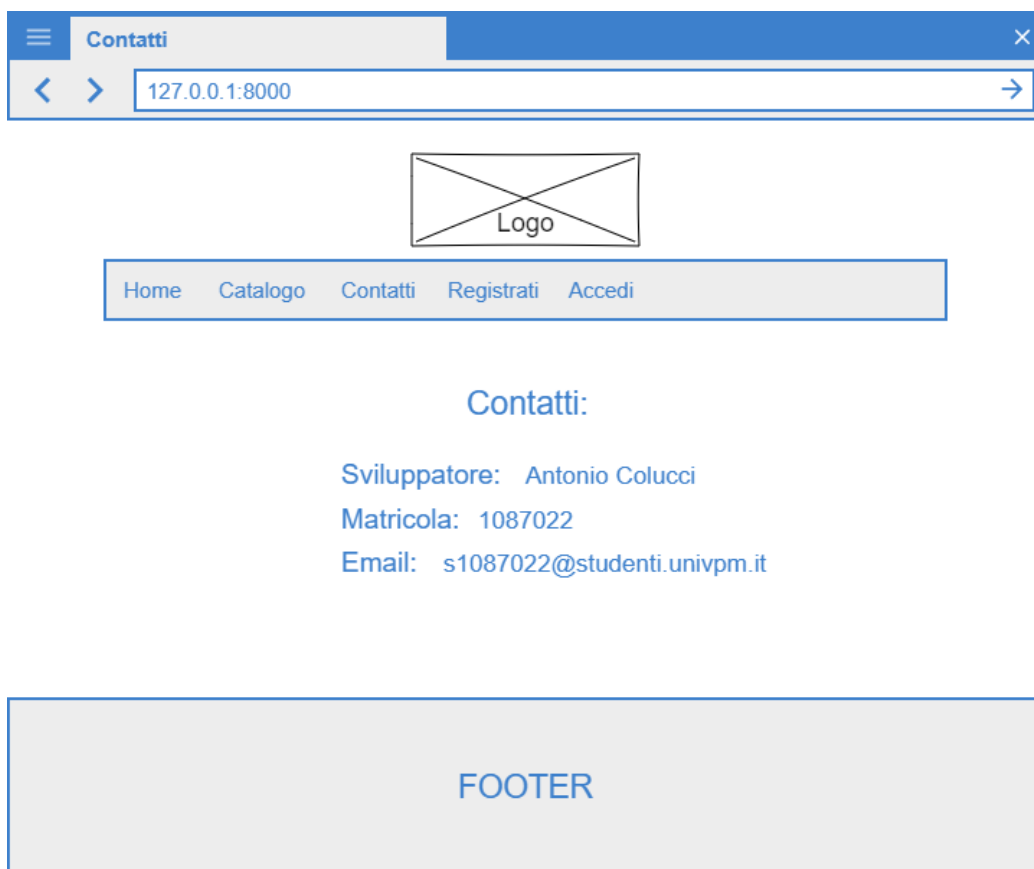 Contatti
127.0.0.1:8000
Logo
Home Catalogo Contatti Registrati Accedi
Contatti:
Sviluppatore: Antonio Colucci
Matricola: 1087022
Email: s1087022@studenti.univpm.it
FOOTER